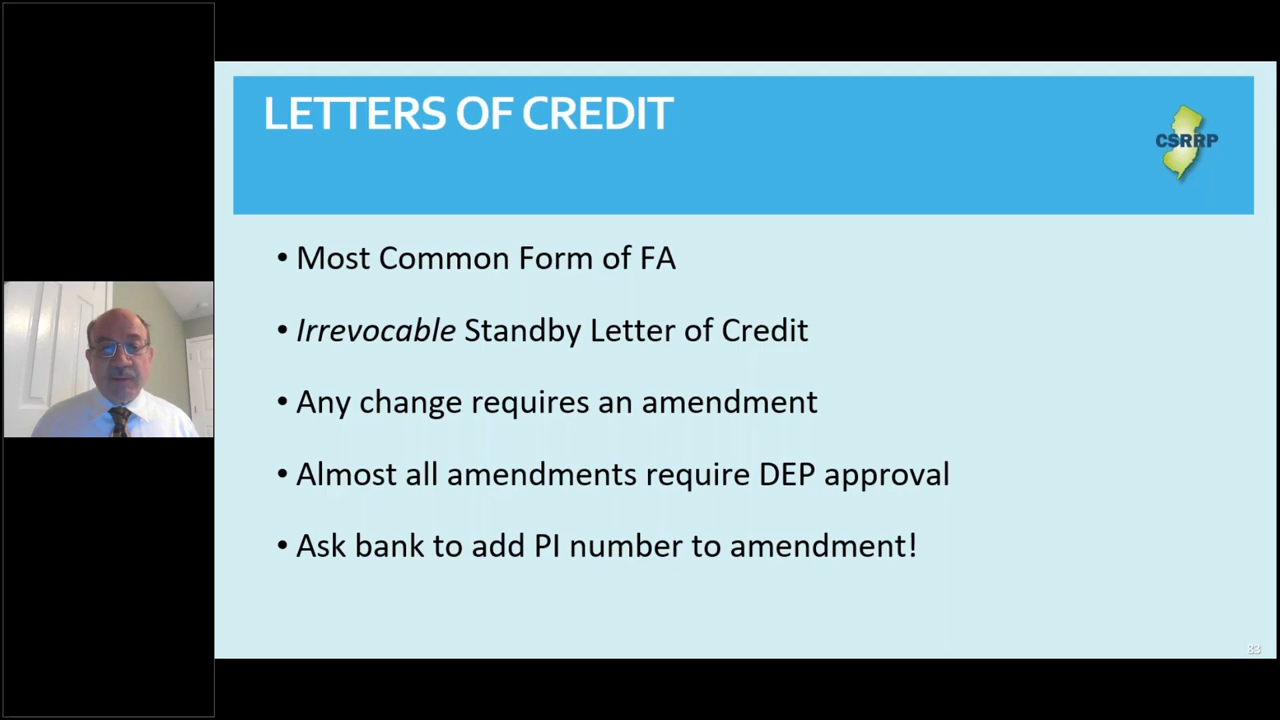 LETTERS OF CREDIT
CSRRP
• Most Common Form of FA
• Irrevocable Standby Letter of Credit
• Any change requires an amendment
• Almost all amendments require DEP approval
• Ask bank to add PI number to amendment!
83